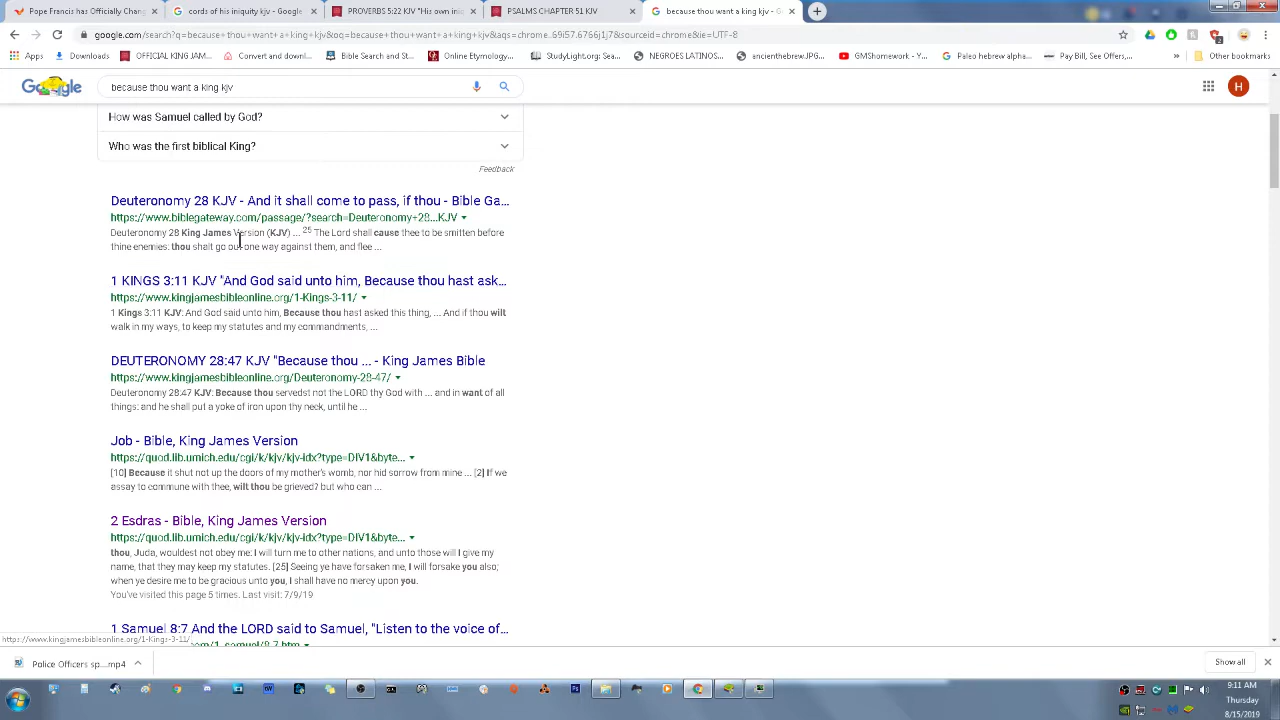 Pope Francis has Officially Chang
cords of his iniquity kjv - Google
PROVERBS 5:22 KJV "His own iniqu
PSALMS CHAPTER 51 KJV
because thou want a king kjv - Go
google.com/search?q=because+thou+want+a+king+kjv&oq=because+thou+want+a+king+kjv&aqs=chrome..69i57.6766j1j7&sourceid=chrome&ie=UTF-8
Apps
Downloads
OFFICIAL KING JAM...
Convert and downl...
Bible Search and St...
Online Etymology...
StudyLight.org: Sea...
NEGROES LATINOS...
ancienthebrew.JPG...
GMSHomework - Y...
Paleo hebrew alpha...
Pay Bill, See Offers,...
Other bookmarks
because thou want a king kjv
H
How was Samuel called by God?
Who was the first biblical King?
Feedback
Deuteronomy 28 KJV - And it shall come to pass, if thou - Bible Ga...
https://www.biblegateway.com/passage/?search=Deuteronomy+28...KJV
Deuteronomy 28 King James Version (KJV) ... 25 The Lord shall cause thee to be smitten before
thine enemies: thou shalt go out one way against them, and flee ...
1 KINGS 3:11 KJV "And God said unto him, Because thou hast ask...
https://www.kingjamesbibleonline.org/1-Kings-3-11/
1 Kings 3:11 KJV: And God said unto him, Because thou hast asked this thing, ... And if thou wilt
walk in my ways, to keep my statutes and my commandments, ...
DEUTERONOMY 28:47 KJV "Because thou ... - King James Bible
https://www.kingjamesbibleonline.org/Deuteronomy-28-47/
Deuteronomy 28:47 KJV: Because thou servedst not the LORD thy God with ... and in want of all
things: and he shall put a yoke of iron upon thy neck, until he ...
Job - Bible, King James Version
https://quod.lib.umich.edu/cgi/k/kjv/kjv-idx?type=DIV1&byte...
[10] Because it shut not up the doors of my mother's womb, nor hid sorrow from mine ... [2] If we
assay to commune with thee, wilt thou be grieved? but who can ...
2 Esdras - Bible, King James Version
https://quod.lib.umich.edu/cgi/k/kjv/kjv-idx?type=DIV1&byte...
thou, Juda, wouldest not obey me: I will turn me to other nations, and unto those will I give my
name, that they may keep my statutes. [25] Seeing ye have forsaken me, I will forsake you also;
when ye desire me to be gracious unto you, I shall have no mercy upon you.
You've visited this page 5 times. Last visit: 7/9/19
1 Samuel 8:7 And the LORD said to Samuel, "Listen to the voice of...
https://www.kingjamesbibleonline.org/1-Kings-3-11/
com/1_samuel/8-7.htm
Police Officers sp....mp4
Show all
9:11 AM
Thursday
8/15/2019